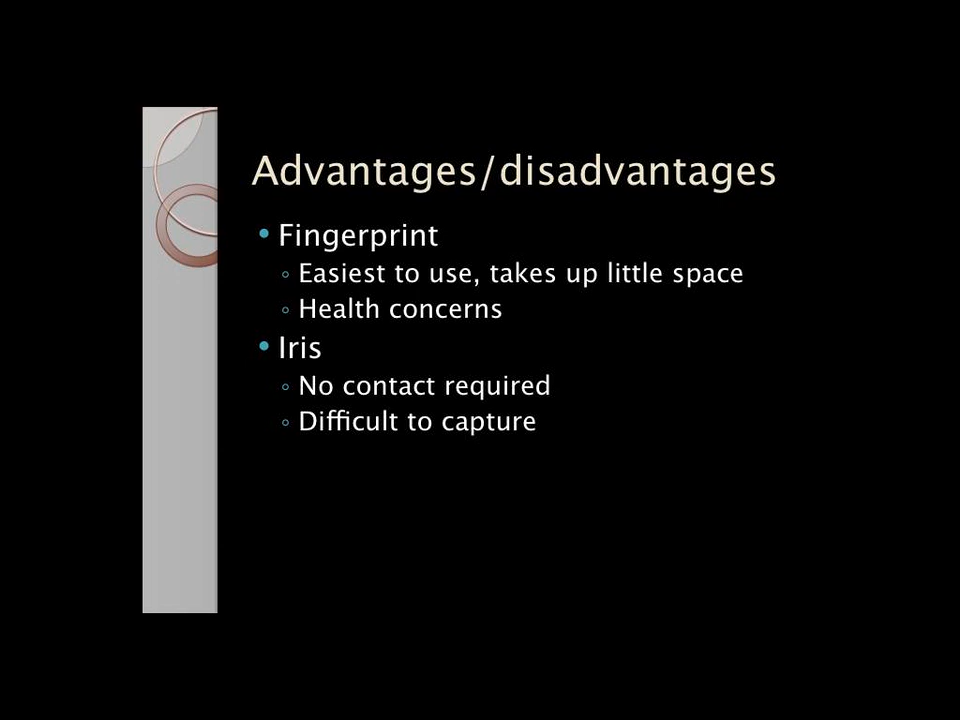 Advantages/disadvantages
• Fingerprint
◦ Easiest to use, takes up little space
◦ Health concerns
• Iris
◦ No contact required
◦ Difficult to capture